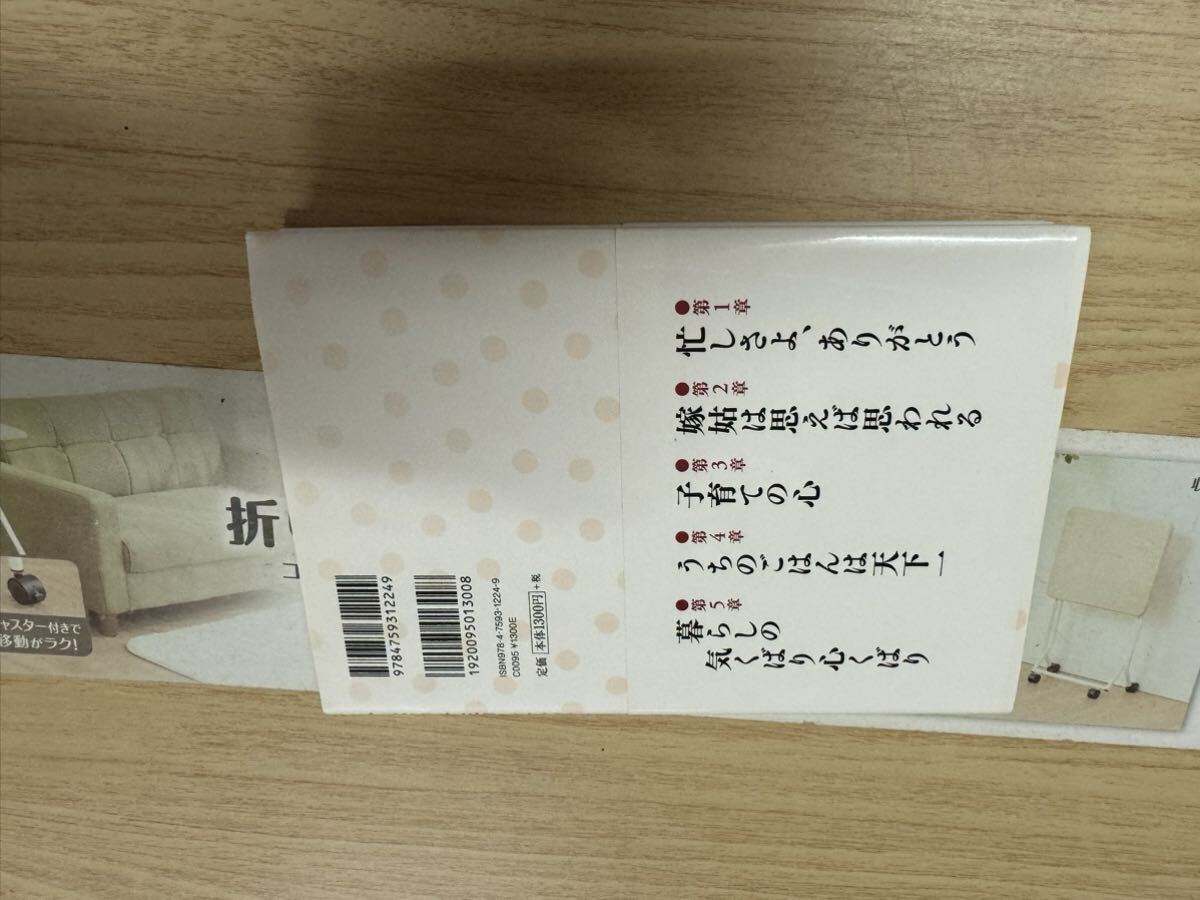 ●第1章
忙しさよ、ありがとう
●第2章
嫁姑は思えば思われる
●第3章
子育ての心
●第4章
うちのごはんは天下一
●第5章
暮らしの
気くばり心くばり
9784759312249
1920095013008
ISBN978-4-7593-1224-9
C0095 ¥1300E
定価 本体1300円 +税
折
ャスター付きで
移動がラク!